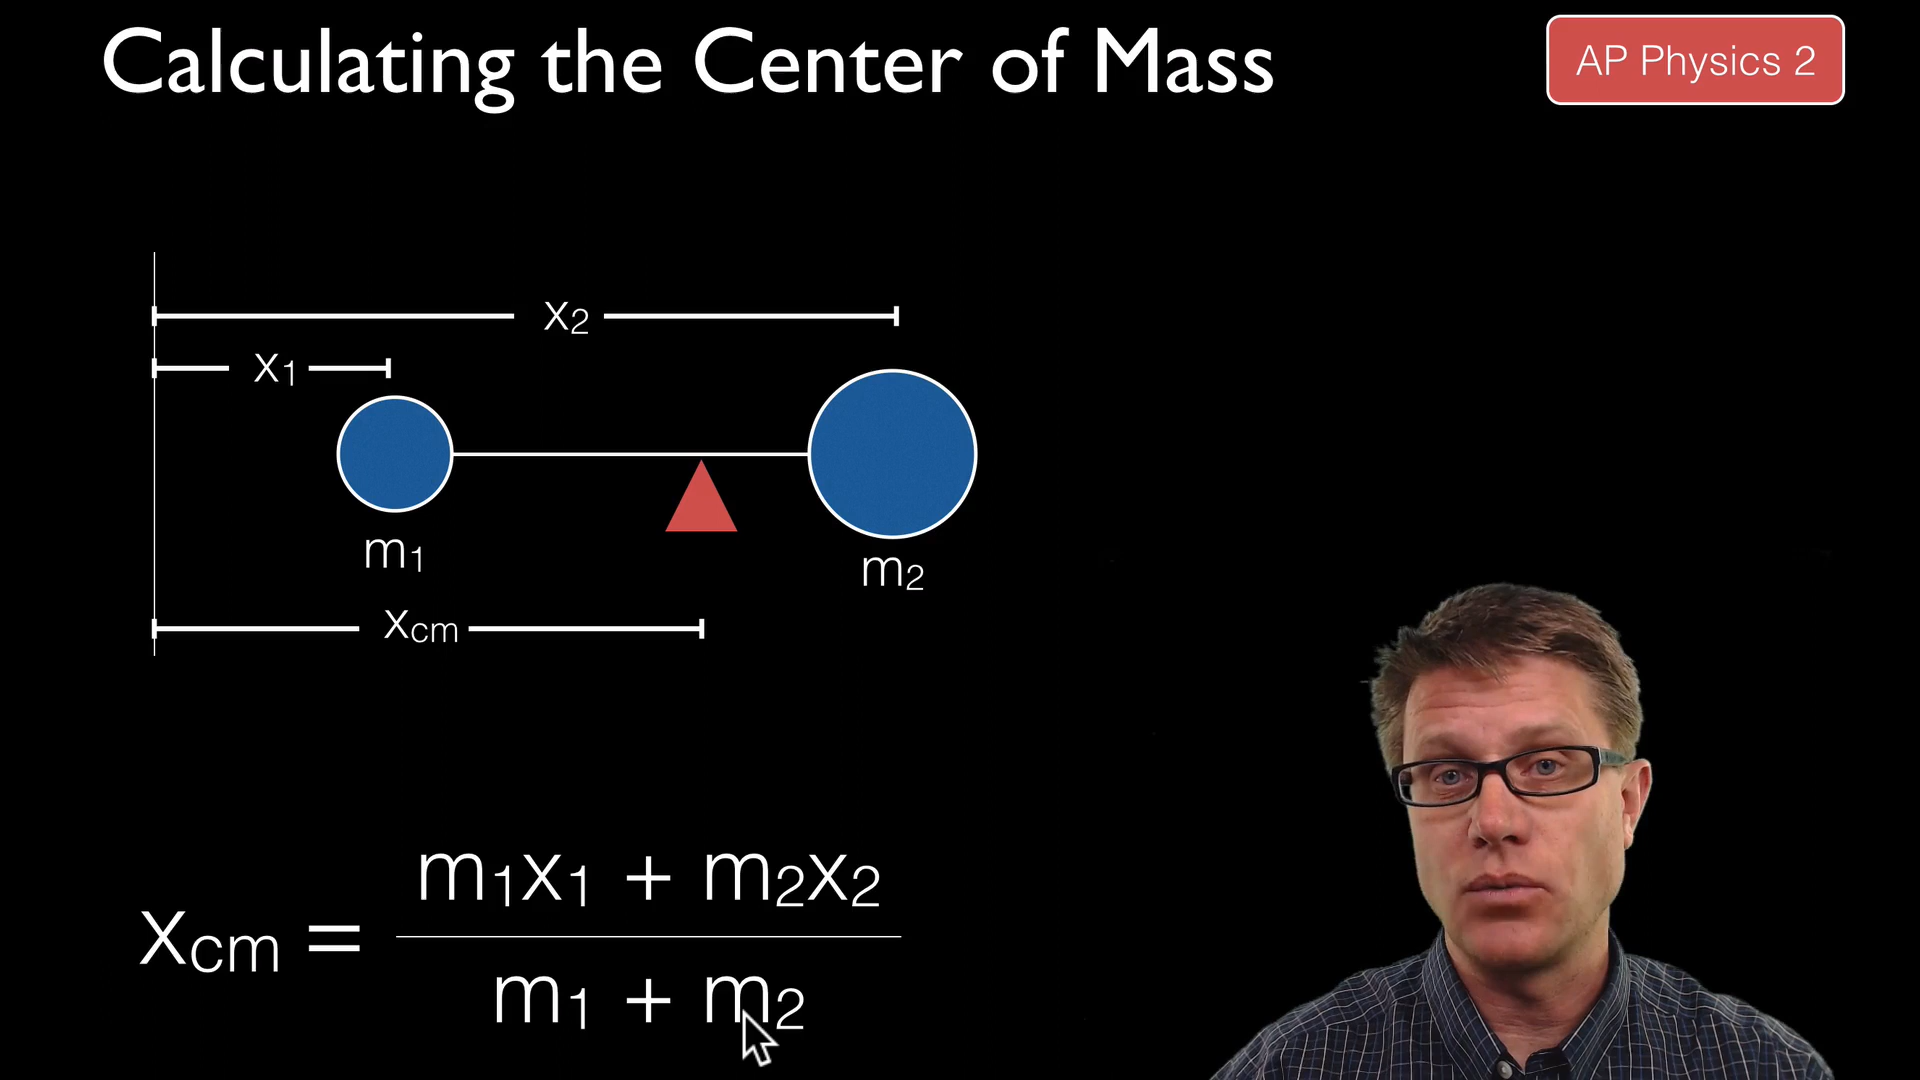 Calculating the Center of Mass
AP Physics 2
x₂
x₁
m₁
m₂
xcm
m₁x₁ + m₂x₂
xcm =
m₁ + m₂